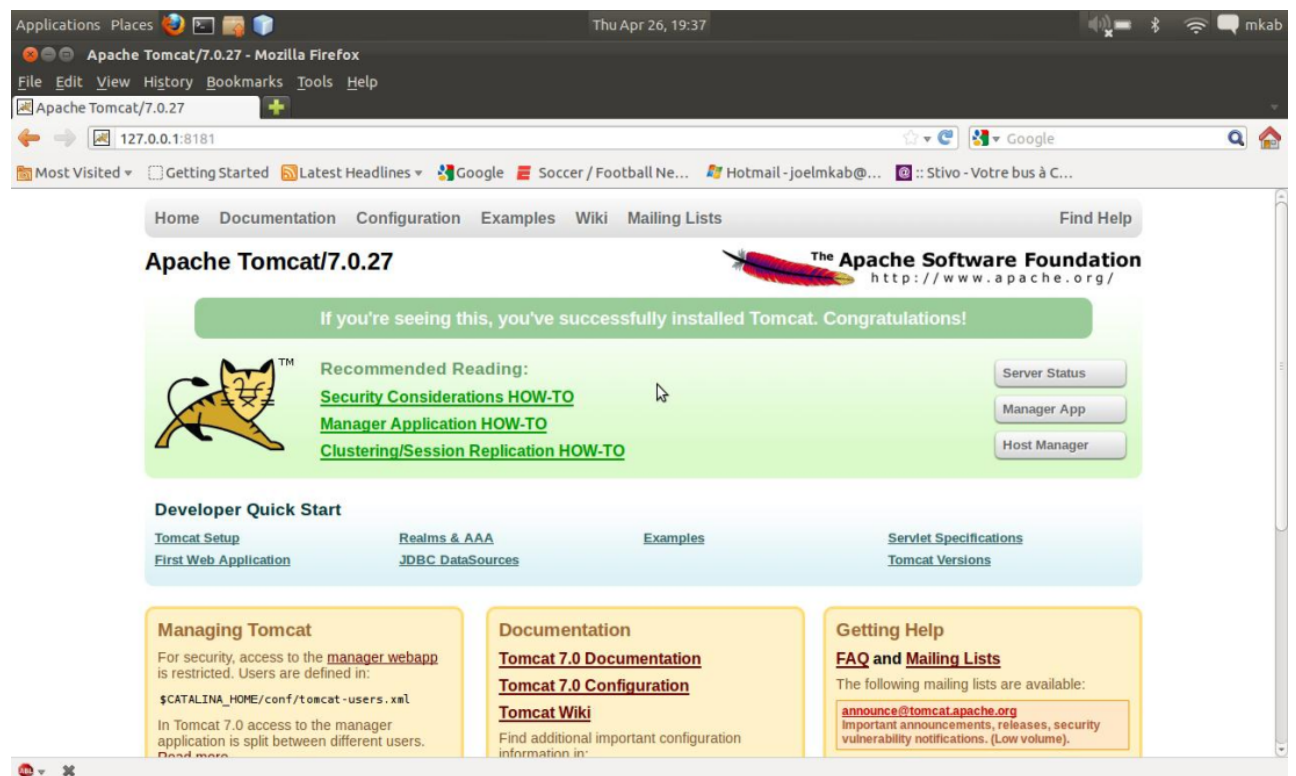 Applications Places Thu Apr 26, 19:37 mkab
Apache Tomcat/7.0.27 - Mozilla Firefox
File Edit View History Bookmarks Tools Help
Apache Tomcat/7.0.27
127.0.0.1:8181 Google
Most Visited Getting Started Latest Headlines Google Soccer / Football Ne... Hotmail - joelmkab@... :: Stivo - Votre bus à C...
Home Documentation Configuration Examples Wiki Mailing Lists Find Help
Apache Tomcat/7.0.27
The Apache Software Foundation
http://www.apache.org/
If you're seeing this, you've successfully installed Tomcat. Congratulations!
TM
Recommended Reading:
Security Considerations HOW-TO
Manager Application HOW-TO
Clustering/Session Replication HOW-TO
Server Status
Manager App
Host Manager
Developer Quick Start
Tomcat Setup Realms & AAA Examples Servlet Specifications
First Web Application JDBC DataSources Tomcat Versions
Managing Tomcat
For security, access to the manager webapp
is restricted. Users are defined in:
$CATALINA_HOME/conf/tomcat-users.xml
In Tomcat 7.0 access to the manager
application is split between different users.
Read more...
Documentation
Tomcat 7.0 Documentation
Tomcat 7.0 Configuration
Tomcat Wiki
Find additional important configuration
information in:
Getting Help
FAQ and Mailing Lists
The following mailing lists are available:
announce@tomcat.apache.org
Important announcements, releases, security
vulnerability notifications. (Low volume).
ABP